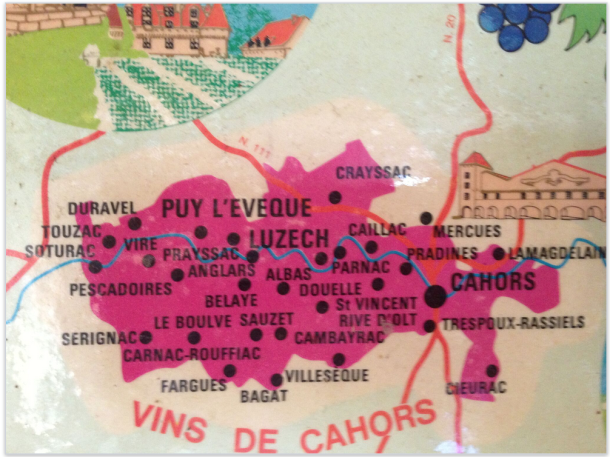 N. 20
N. 111
CRAYSSAC
DURAVEL
PUY L'EVEQUE
MERCUES
TOUZAC
VIRE
LUZECH
CAILLAC
SOTURAC
PRAYSSAC
PRADINES
LAMAGDELAIN
ANGLARS
ALBAS
PARNAC
PESCADOIRES
DOUELLE
CAHORS
BELAYE
St VINCENT
RIVE D'OLT
LE BOULVE
SAUZET
TRESPOUX-RASSIELS
SERIGNAC
CAMBAYRAC
CARNAC-ROUFFIAC
FARGUES
VILLESEQUE
BAGAT
CIEURAC
VINS DE CAHORS